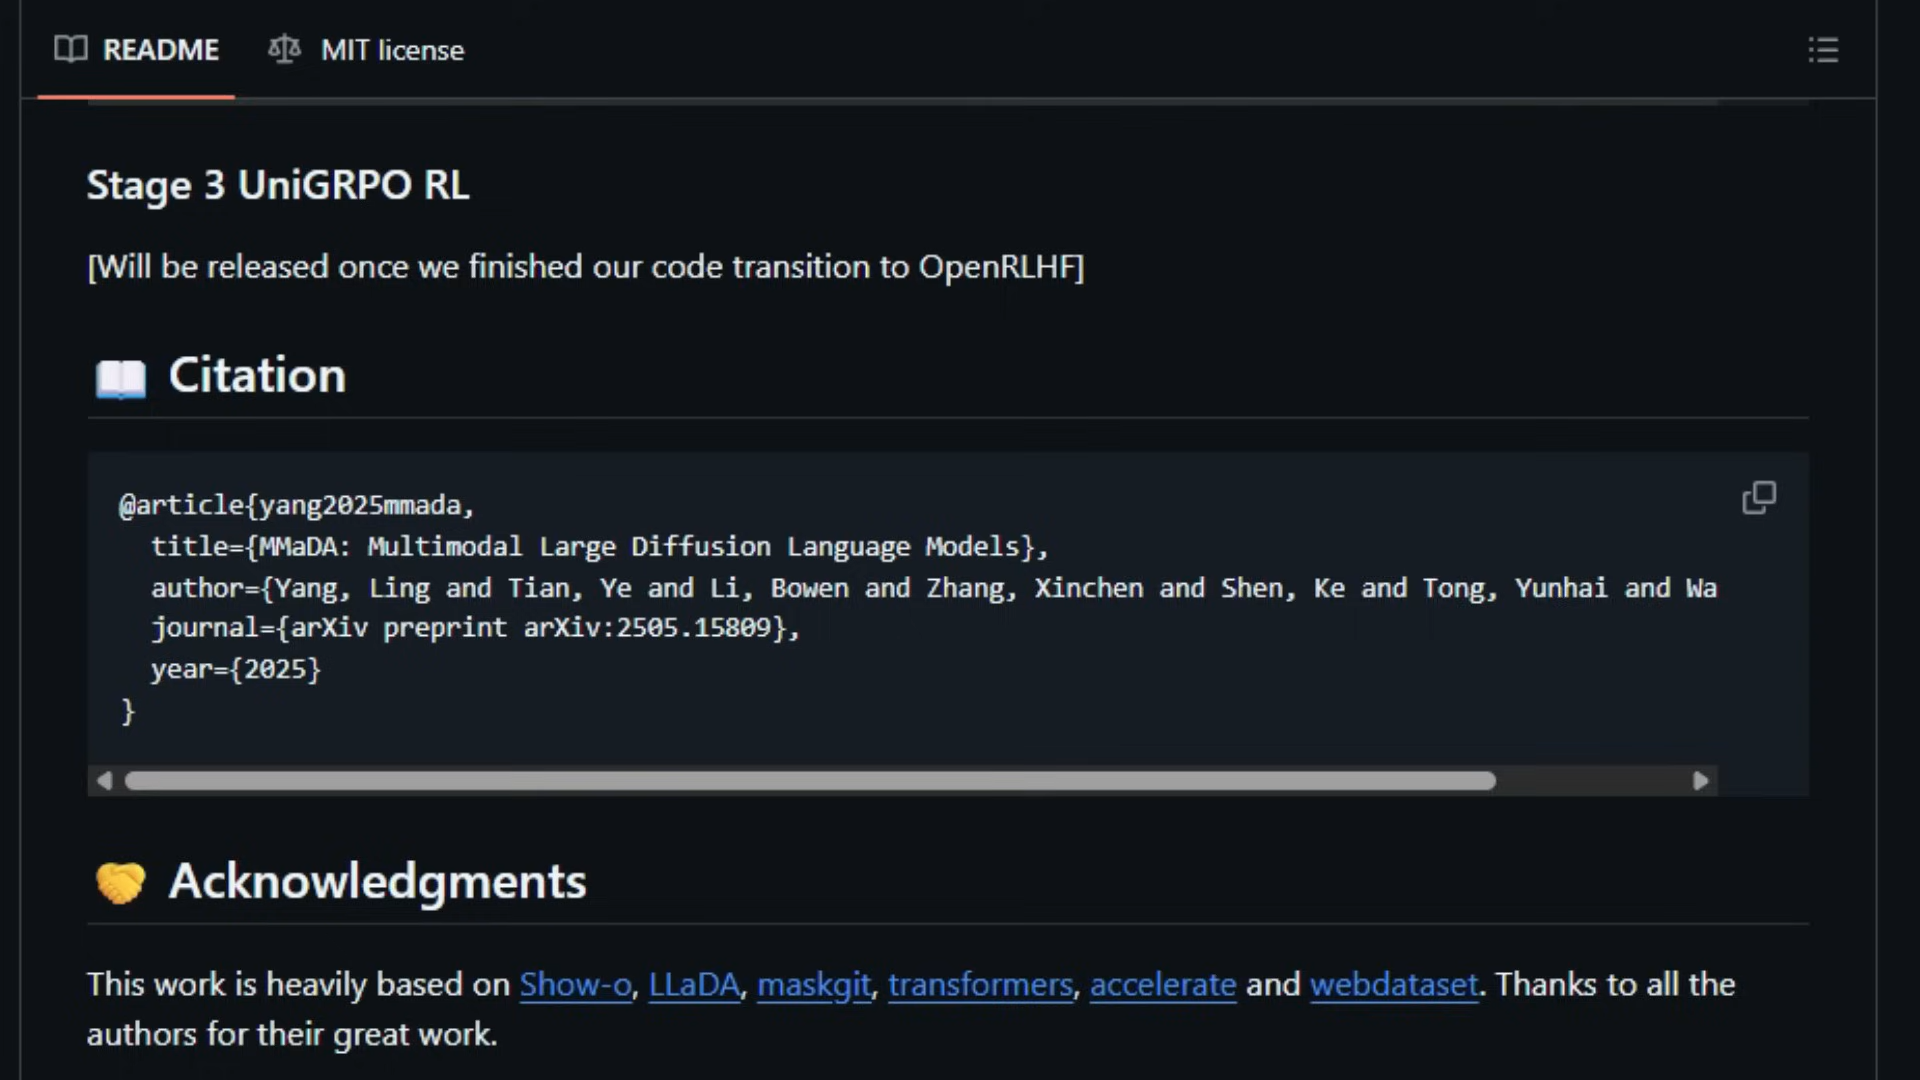 README MIT license
Stage 3 UniGRPO RL
[Will be released once we finished our code transition to OpenRLHF]
Citation
@article{yang2025mmada,
title={MMaDA: Multimodal Large Diffusion Language Models},
author={Yang, Ling and Tian, Ye and Li, Bowen and Zhang, Xinchen and Shen, Ke and Tong, Yunhai and Wa
journal={arXiv preprint arXiv:2505.15809},
year={2025}
}
Acknowledgments
This work is heavily based on Show-o, LLaDA, maskgit, transformers, accelerate and webdataset. Thanks to all the
authors for their great work.